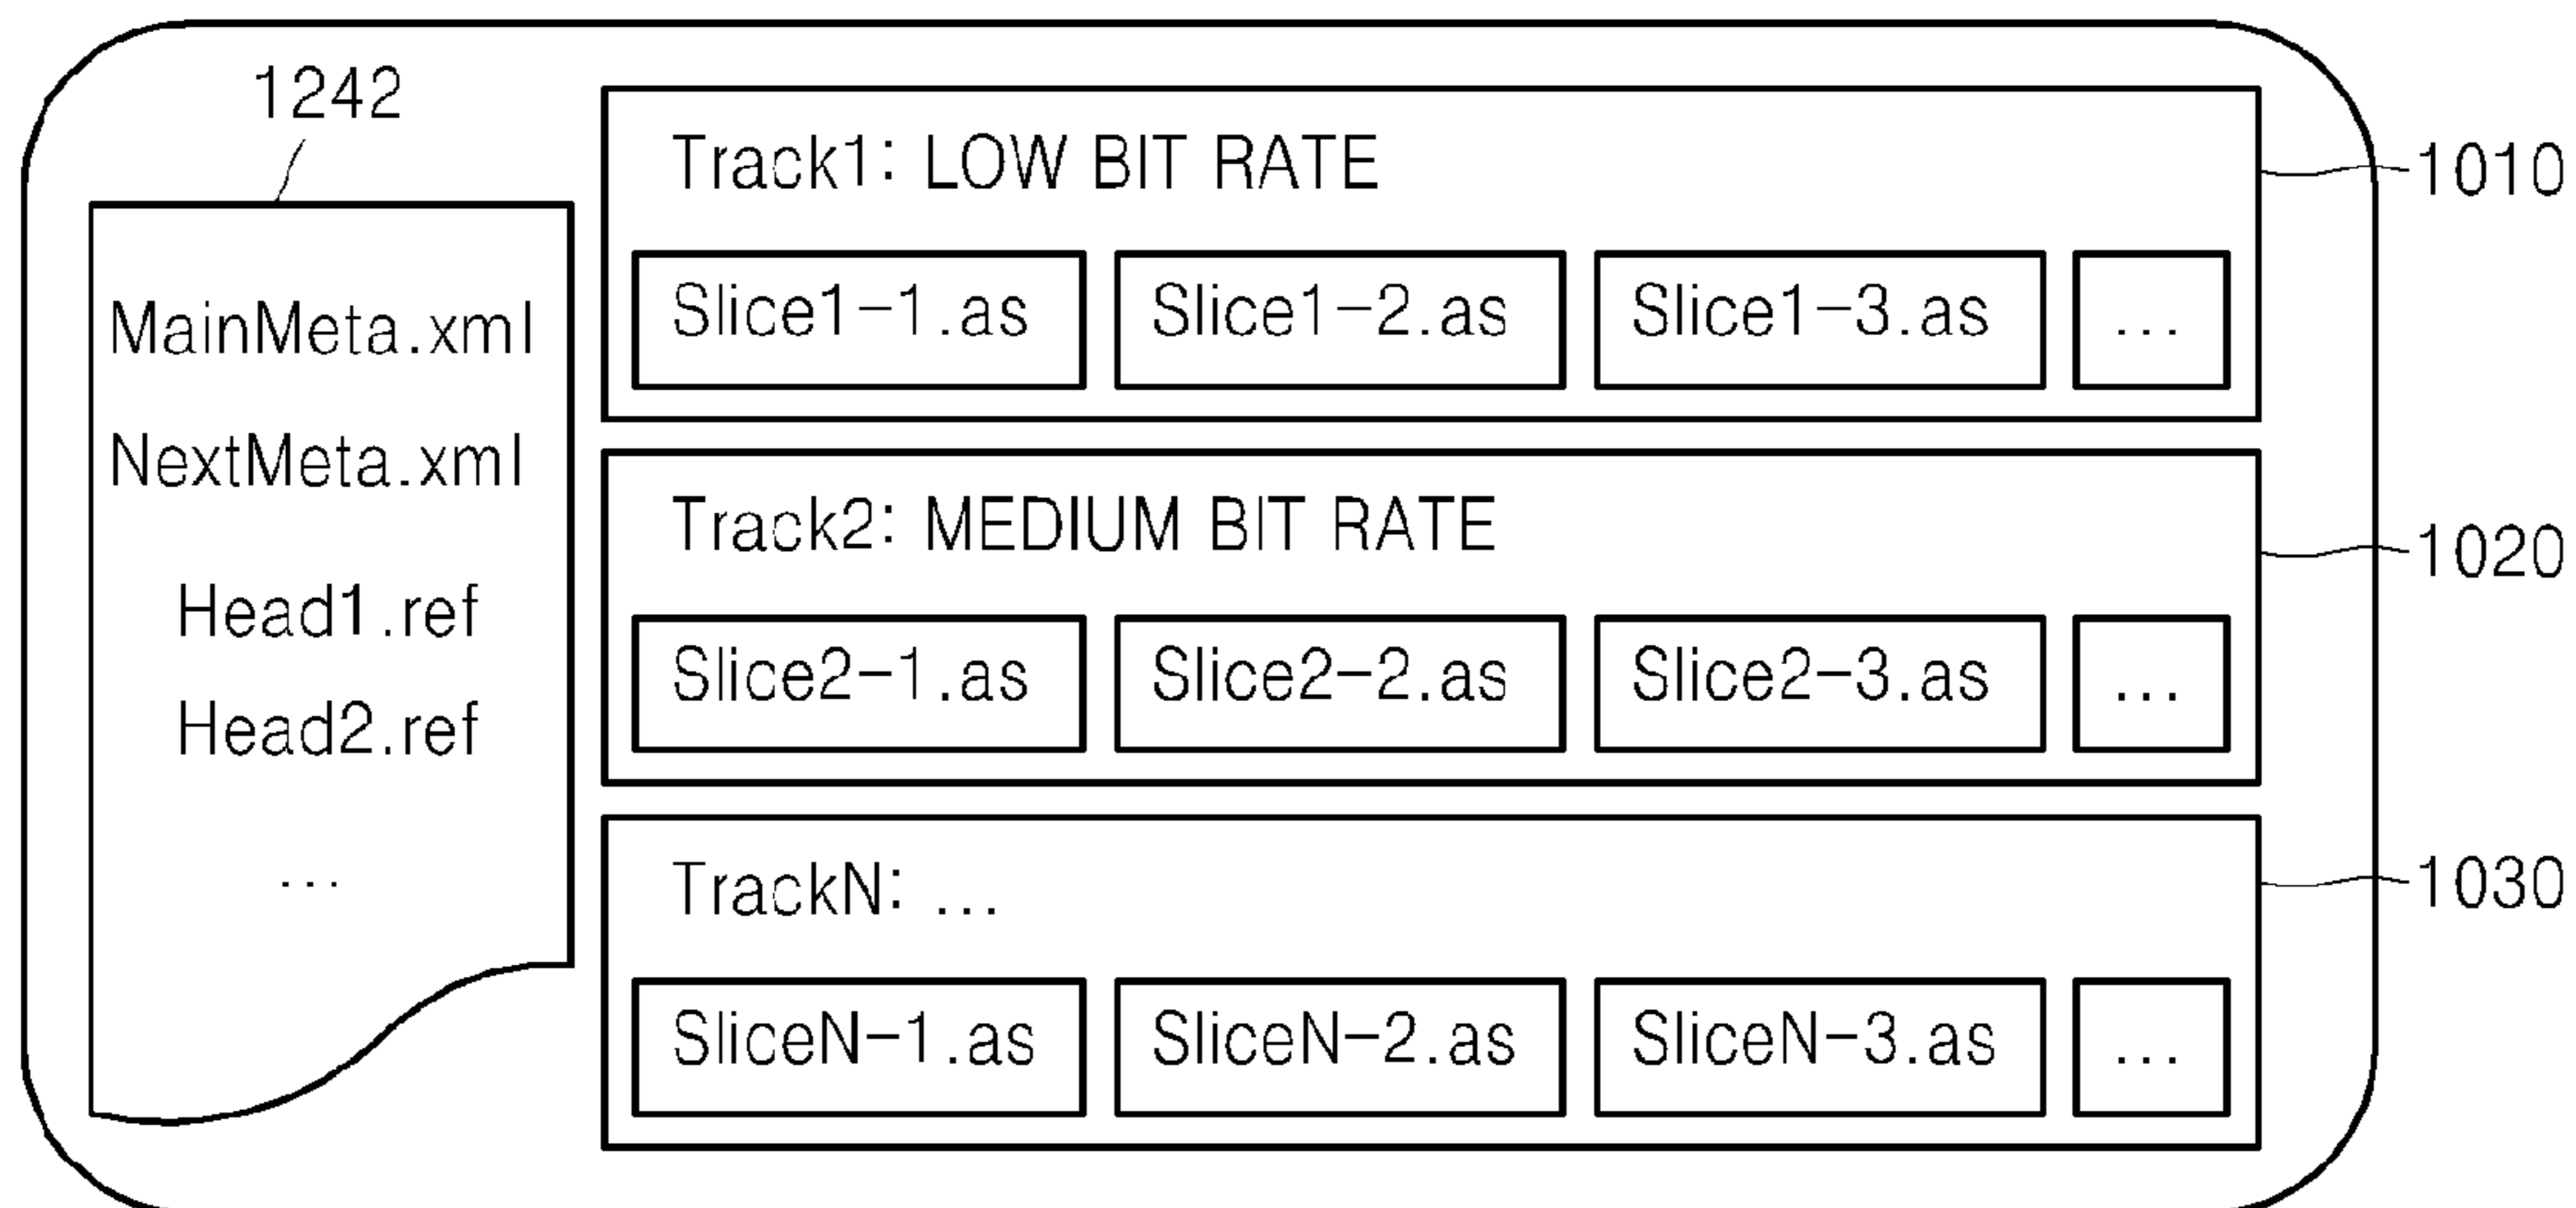 1242
MainMeta.xml
NextMeta.xml
Head1.ref
Head2.ref
...
Track1: LOW BIT RATE
1010
Slice1-1.as
Slice1-2.as
Slice1-3.as
...
Track2: MEDIUM BIT RATE
1020
Slice2-1.as
Slice2-2.as
Slice2-3.as
...
TrackN: ...
1030
SliceN-1.as
SliceN-2.as
SliceN-3.as
...